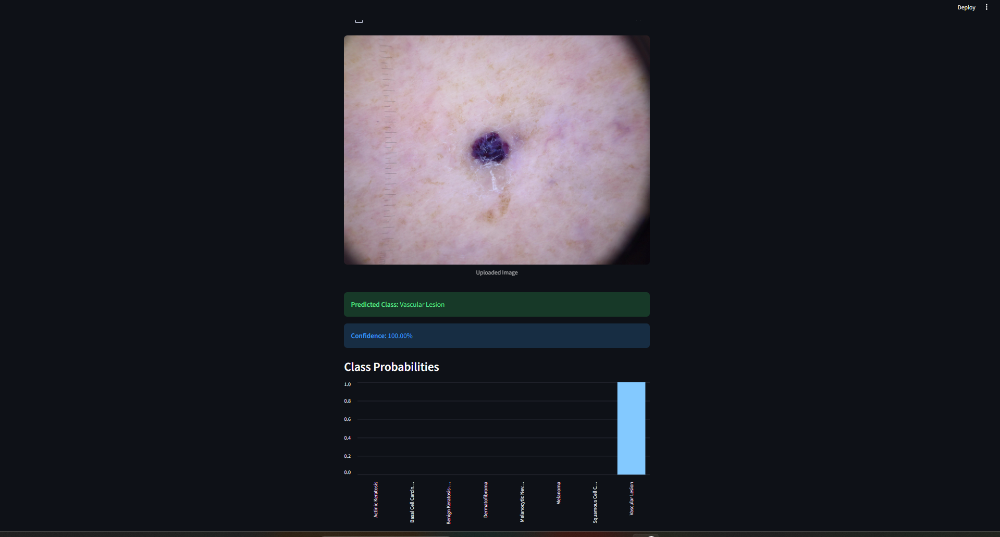 Deploy
Uploaded Image
Predicted Class: Vascular Lesion
Confidence: 100.00%
Class Probabilities
1.0
0.8
0.6
0.4
0.2
0.0
Actinic Keratosis
Basal Cell Carcin...
Benign Keratosis-...
Dermatofibroma
Melanocytic Nev...
Melanoma
Squamous Cell C...
Vascular Lesion